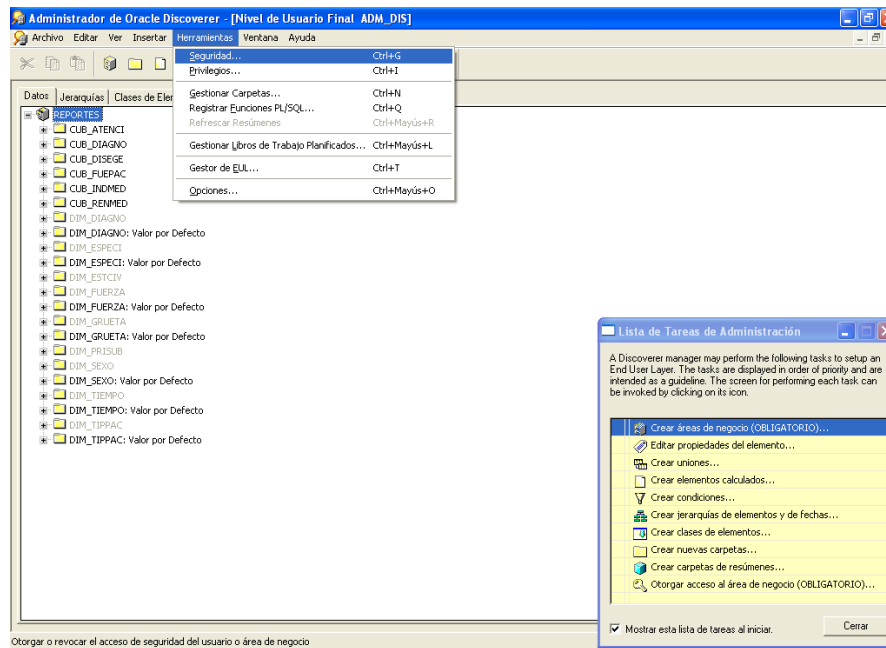 Administrador de Oracle Discoverer - [Nivel de Usuario Final ADM_DIS]
Archivo Editar Ver Insertar Herramientas Ventana Ayuda
Seguridad... Ctrl+G
Privilegios... Ctrl+I
Gestionar Carpetas... Ctrl+N
Registrar Funciones PL/SQL... Ctrl+Q
Refrescar Resúmenes Ctrl+Mayús+R
Gestionar Libros de Trabajo Planificados... Ctrl+Mayús+L
Gestor de EUL... Ctrl+T
Opciones... Ctrl+Mayús+O
Datos Jerarquías Clases de Eler
REPORTES
CUB_ATENCI
CUB_DIAGNO
CUB_DISEGE
CUB_FUEPAC
CUB_INDMED
CUB_RENMED
DIM_DIAGNO
DIM_DIAGNO: Valor por Defecto
DIM_ESPECI
DIM_ESPECI: Valor por Defecto
DIM_ESTCIV
DIM_FUERZA
DIM_FUERZA: Valor por Defecto
DIM_GRUETA
DIM_GRUETA: Valor por Defecto
DIM_PRISUB
DIM_SEXO
DIM_SEXO: Valor por Defecto
DIM_TIEMPO
DIM_TIEMPO: Valor por Defecto
DIM_TIPPAC
DIM_TIPPAC: Valor por Defecto
Lista de Tareas de Administración
A Discoverer manager may perform the following tasks to setup an
End User Layer. The tasks are displayed in order of priority and are
intended as a guideline. The screen for performing each task can
be invoked by clicking on its icon.
Crear áreas de negocio (OBLIGATORIO)...
Editar propiedades del elemento...
Crear uniones...
Crear elementos calculados...
Crear condiciones...
Crear jerarquías de elementos y de fechas...
Crear clases de elementos...
Crear nuevas carpetas...
Crear carpetas de resúmenes...
Otorgar acceso al área de negocio (OBLIGATORIO)...
Mostrar esta lista de tareas al iniciar. Cerrar
Otorgar o revocar el acceso de seguridad del usuario o área de negocio